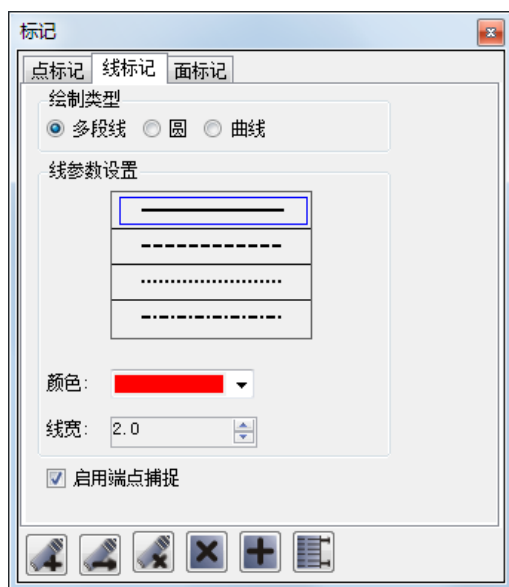 标记
点标记 线标记 面标记
绘制类型
多段线 圆 曲线
线参数设置
颜色:
线宽: 2.0
启用端点捕捉